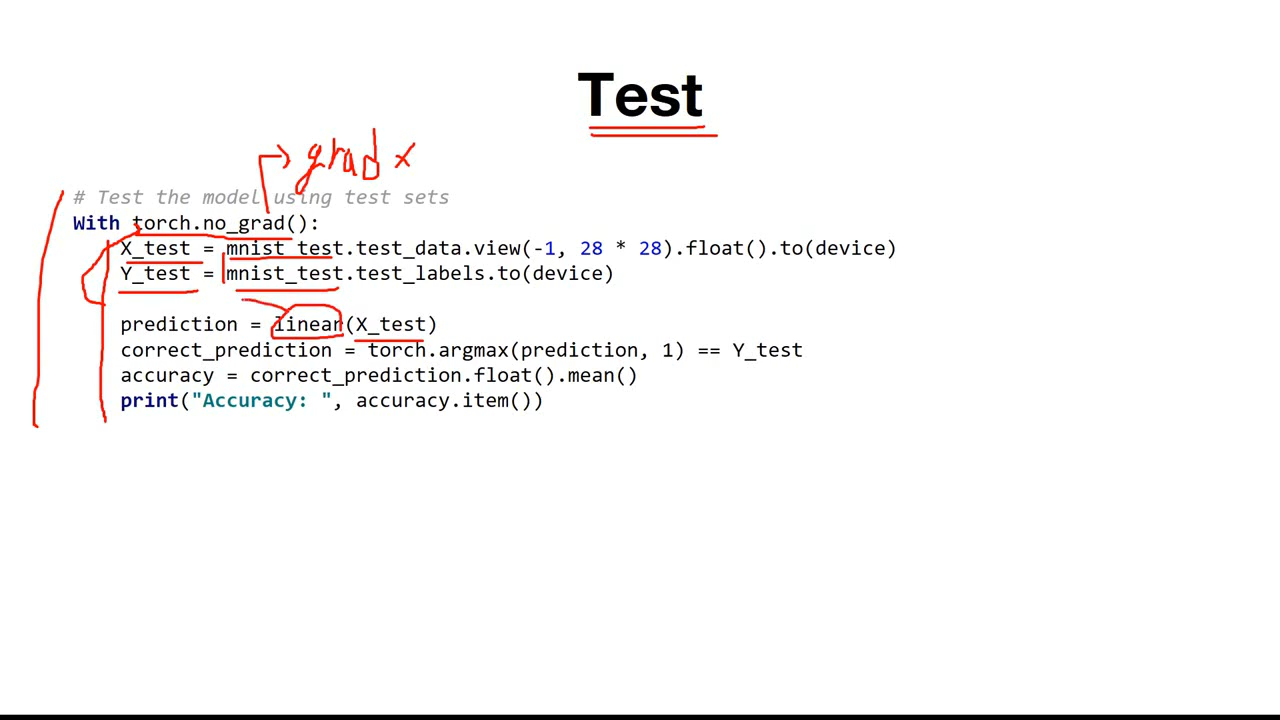 Test
grad x
# Test the model using test sets
With torch.no_grad():
X_test = mnist_test.test_data.view(-1, 28 * 28).float().to(device)
Y_test = mnist_test.test_labels.to(device)
prediction = linear(X_test)
correct_prediction = torch.argmax(prediction, 1) == Y_test
accuracy = correct_prediction.float().mean()
print("Accuracy: ", accuracy.item())